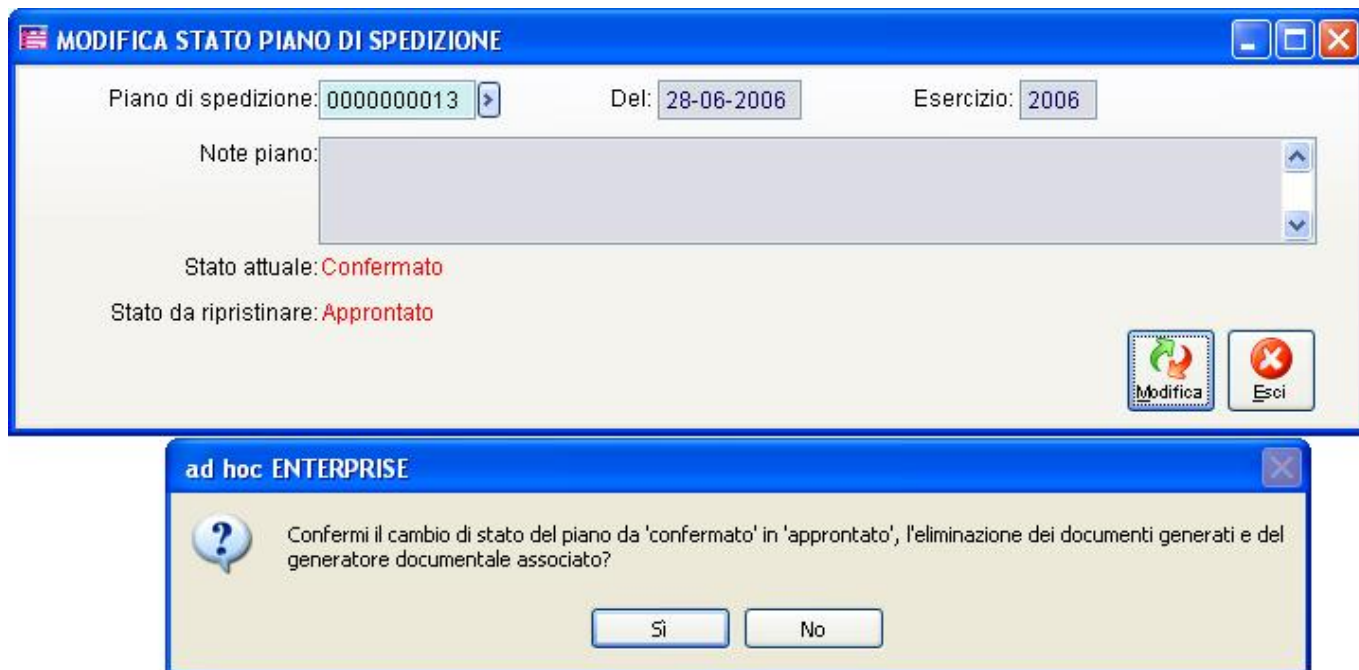 MODIFICA STATO PIANO DI SPEDIZIONE
Piano di spedizione: 0000000013 Del: 28-06-2006 Esercizio: 2006
Note piano:
Stato attuale: Confermato
Stato da ripristinare: Approntato
Modifica Esci
ad hoc ENTERPRISE
Confermi il cambio di stato del piano da 'confermato' in 'approntato', l'eliminazione dei documenti generati e del
generatore documentale associato?
Sì No